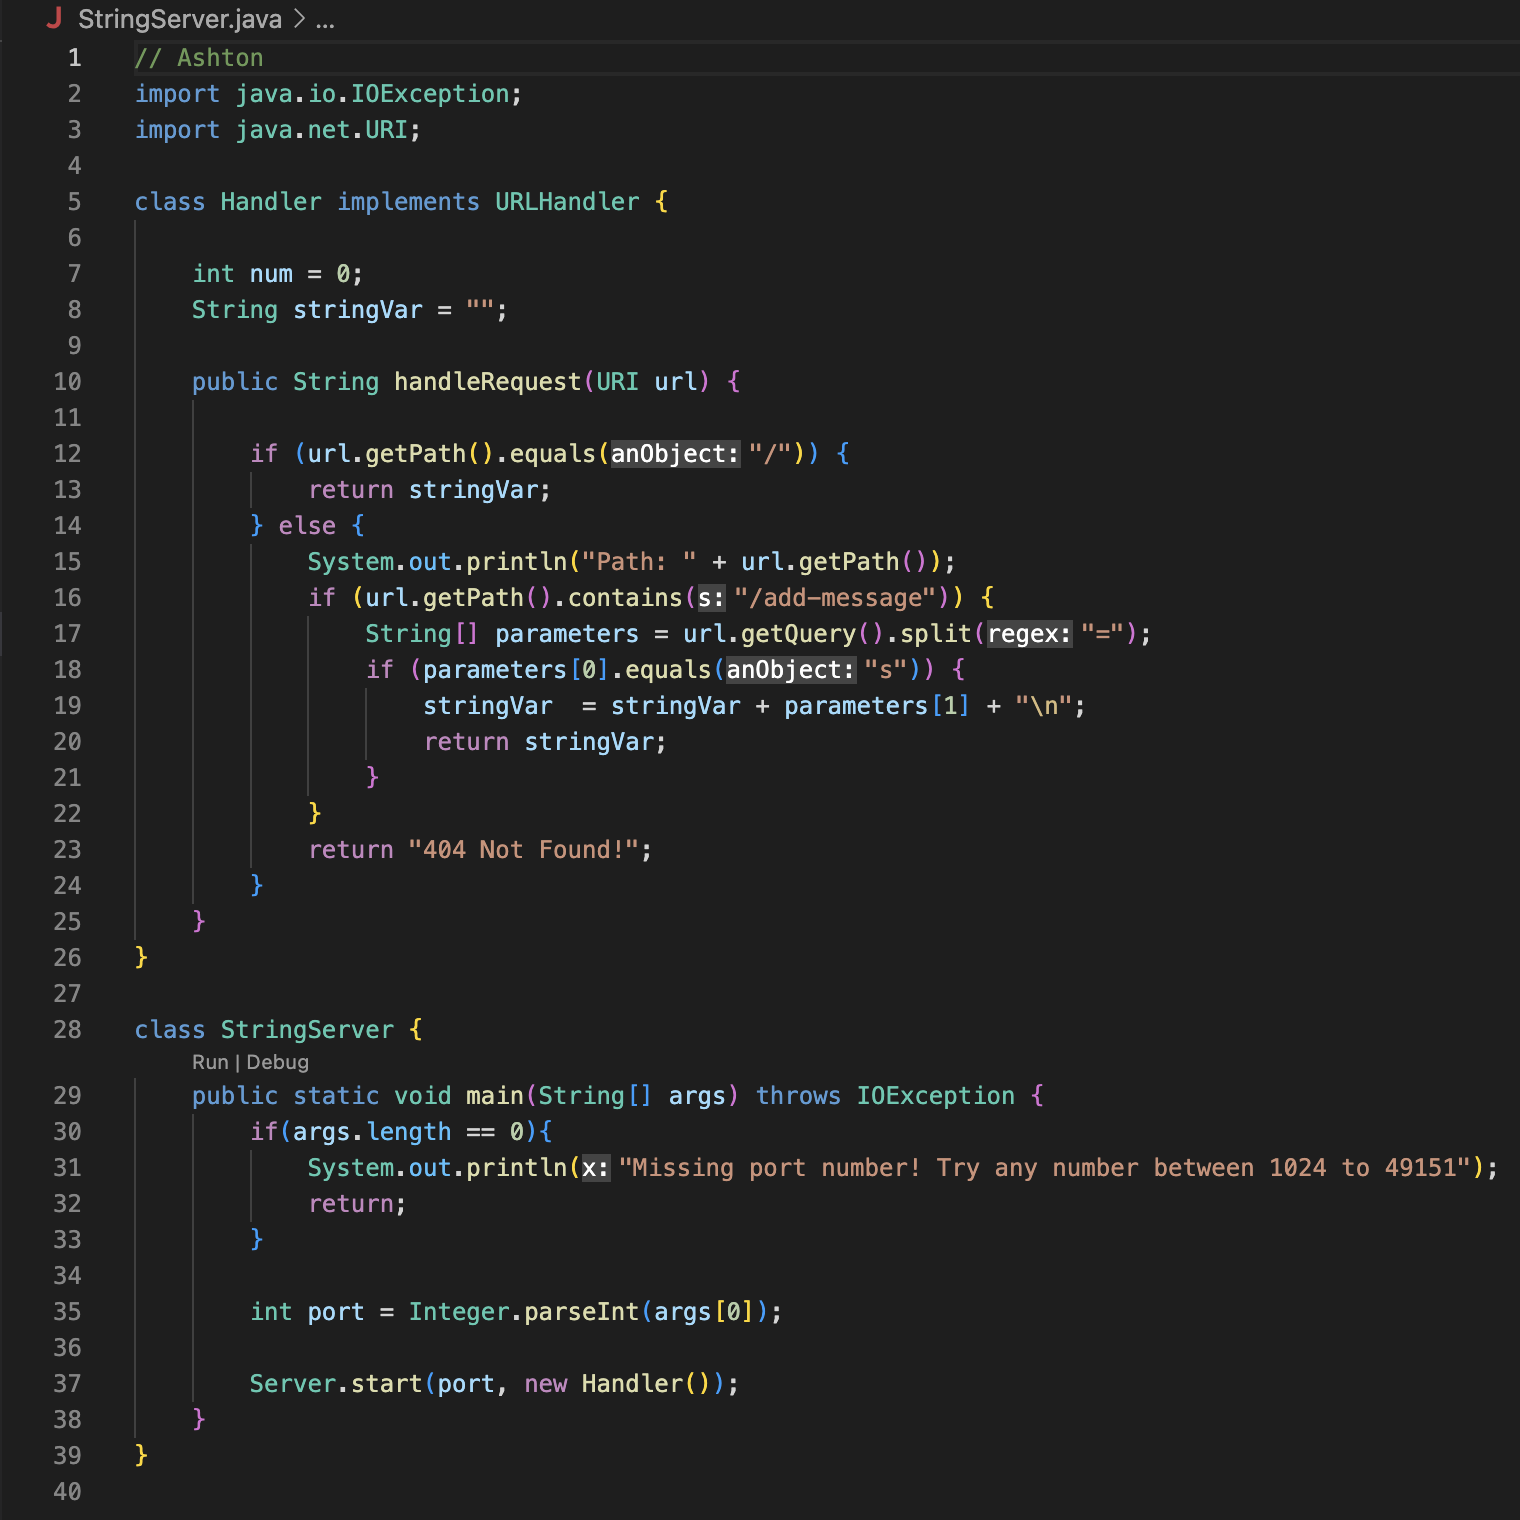 StringServer.java > ...
1 // Ashton
2 import java.io.IOException;
3 import java.net.URI;
4
5 class Handler implements URLHandler {
6
7 int num = 0;
8 String stringVar = "";
9
10 public String handleRequest(URI url) {
11
12 if (url.getPath().equals(anObject: "/")) {
13 return stringVar;
14 } else {
15 System.out.println("Path: " + url.getPath());
16 if (url.getPath().contains(s: "/add-message")) {
17 String[] parameters = url.getQuery().split(regex: "=");
18 if (parameters[0].equals(anObject: "s")) {
19 stringVar  = stringVar + parameters[1] + "\n";
20 return stringVar;
21 }
22 }
23 return "404 Not Found!";
24 }
25 }
26 }
27
28 class StringServer {
Run | Debug
29 public static void main(String[] args) throws IOException {
30 if(args.length == 0){
31 System.out.println(x: "Missing port number! Try any number between 1024 to 49151");
32 return;
33 }
34
35 int port = Integer.parseInt(args[0]);
36
37 Server.start(port, new Handler());
38 }
39 }
40